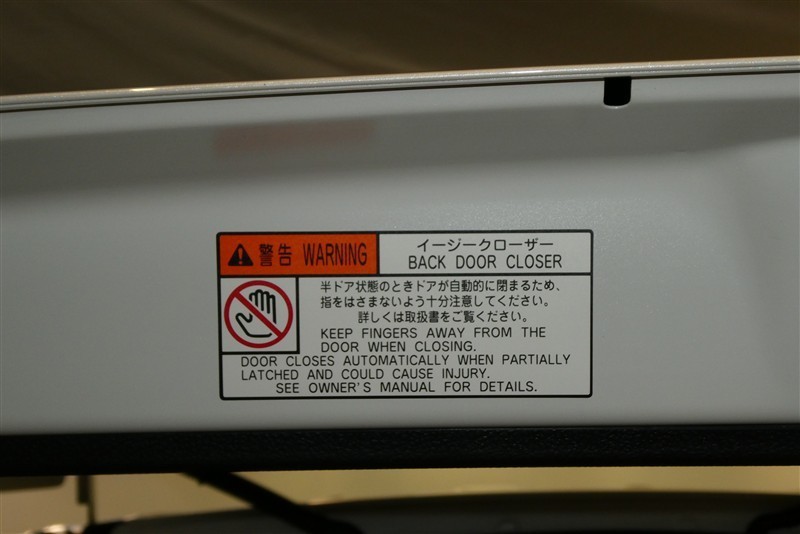 警告 WARNING
イージークローザー
BACK DOOR CLOSER
半ドア状態のときドアが自動的に閉まるため、
指をはさまないよう十分注意してください。
詳しくは取扱書をご覧ください。
KEEP FINGERS AWAY FROM THE
DOOR WHEN CLOSING.
DOOR CLOSES AUTOMATICALLY WHEN PARTIALLY
LATCHED AND COULD CAUSE INJURY.
SEE OWNER'S MANUAL FOR DETAILS.